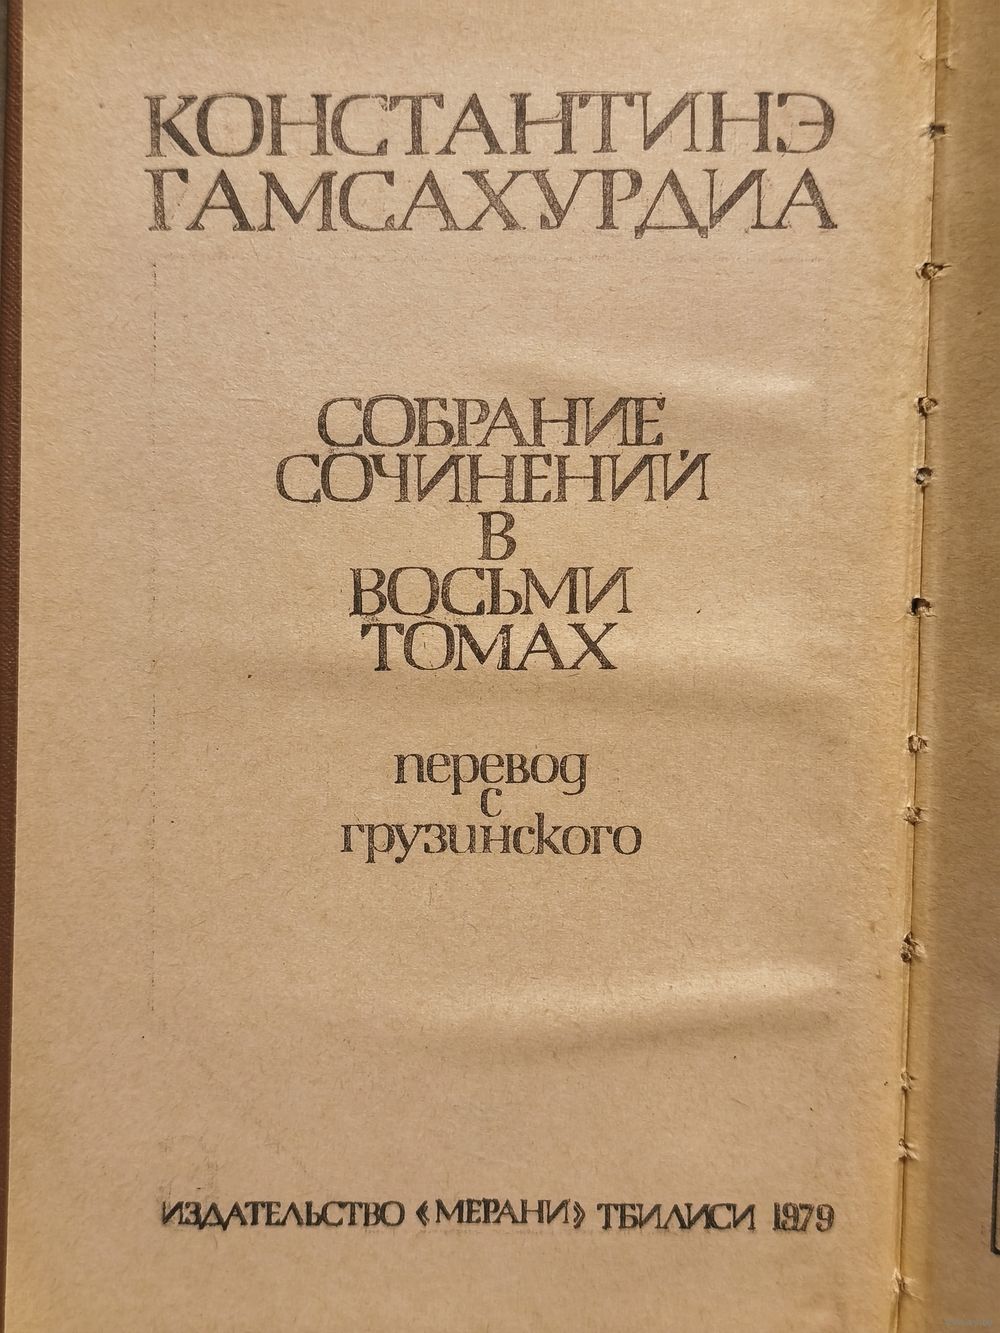 КОНСТАНТИНЭ
ГАМСАХУРДИА
СОБРАНИЕ
СОЧИНЕНИЙ
В
ВОСЬМИ
ТОМАХ
перевод
с
грузинского
ИЗДАТЕЛЬСТВО «МЕРАНИ» ТБИЛИСИ 1979